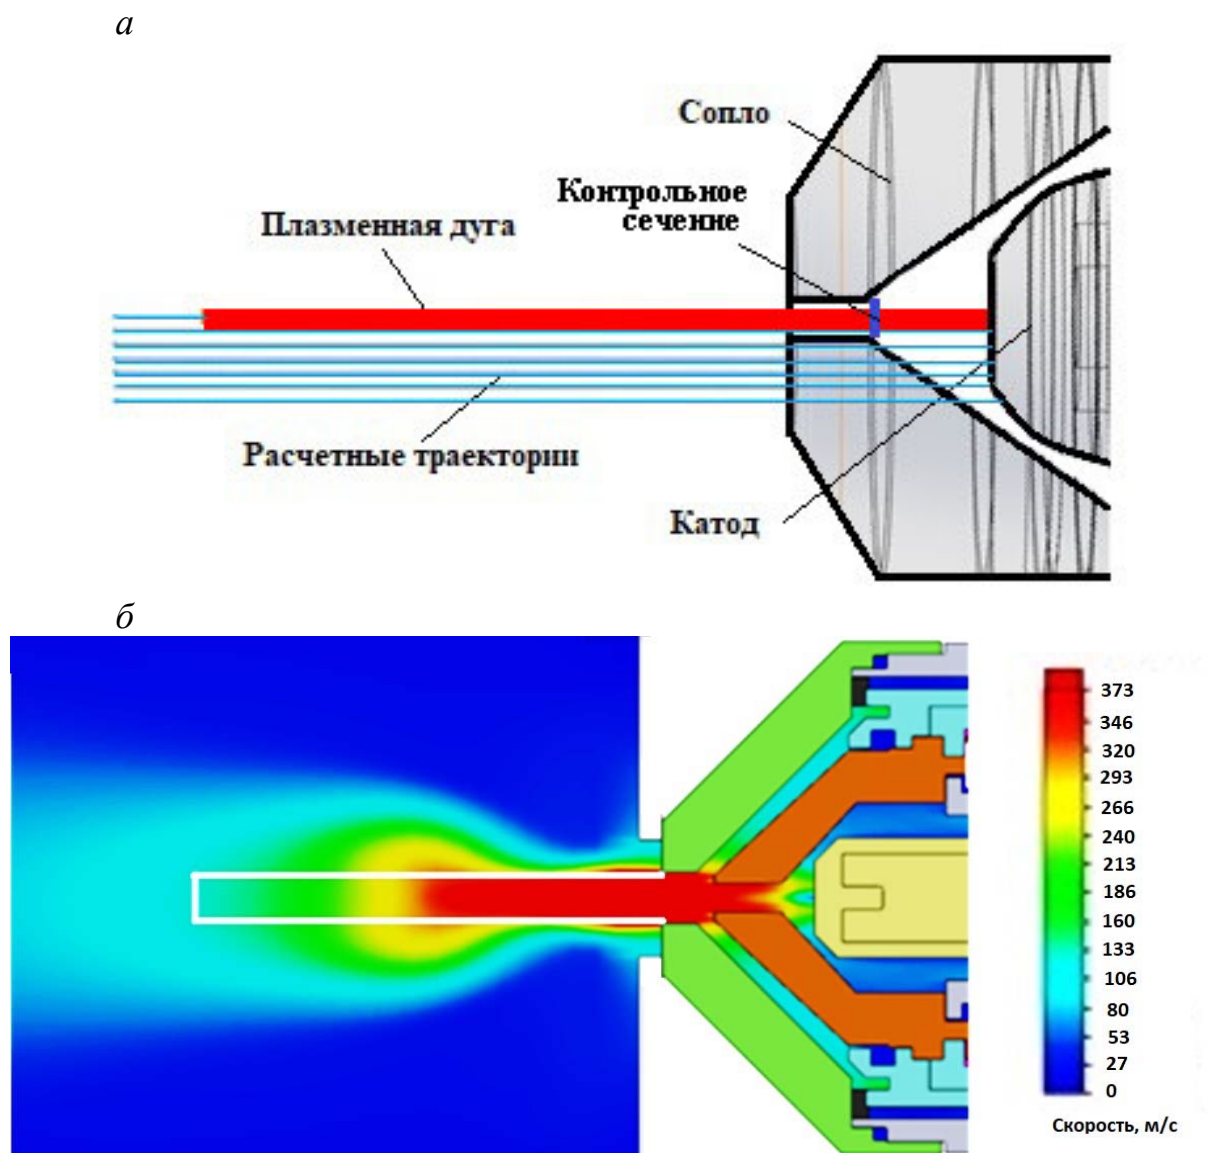 а
Сопло
Контрольное
сечение
Плазменная дуга
Расчетные траектории
Катод
б
373
346
320
293
266
240
213
186
160
133
106
80
53
27
0
Скорость, м/с